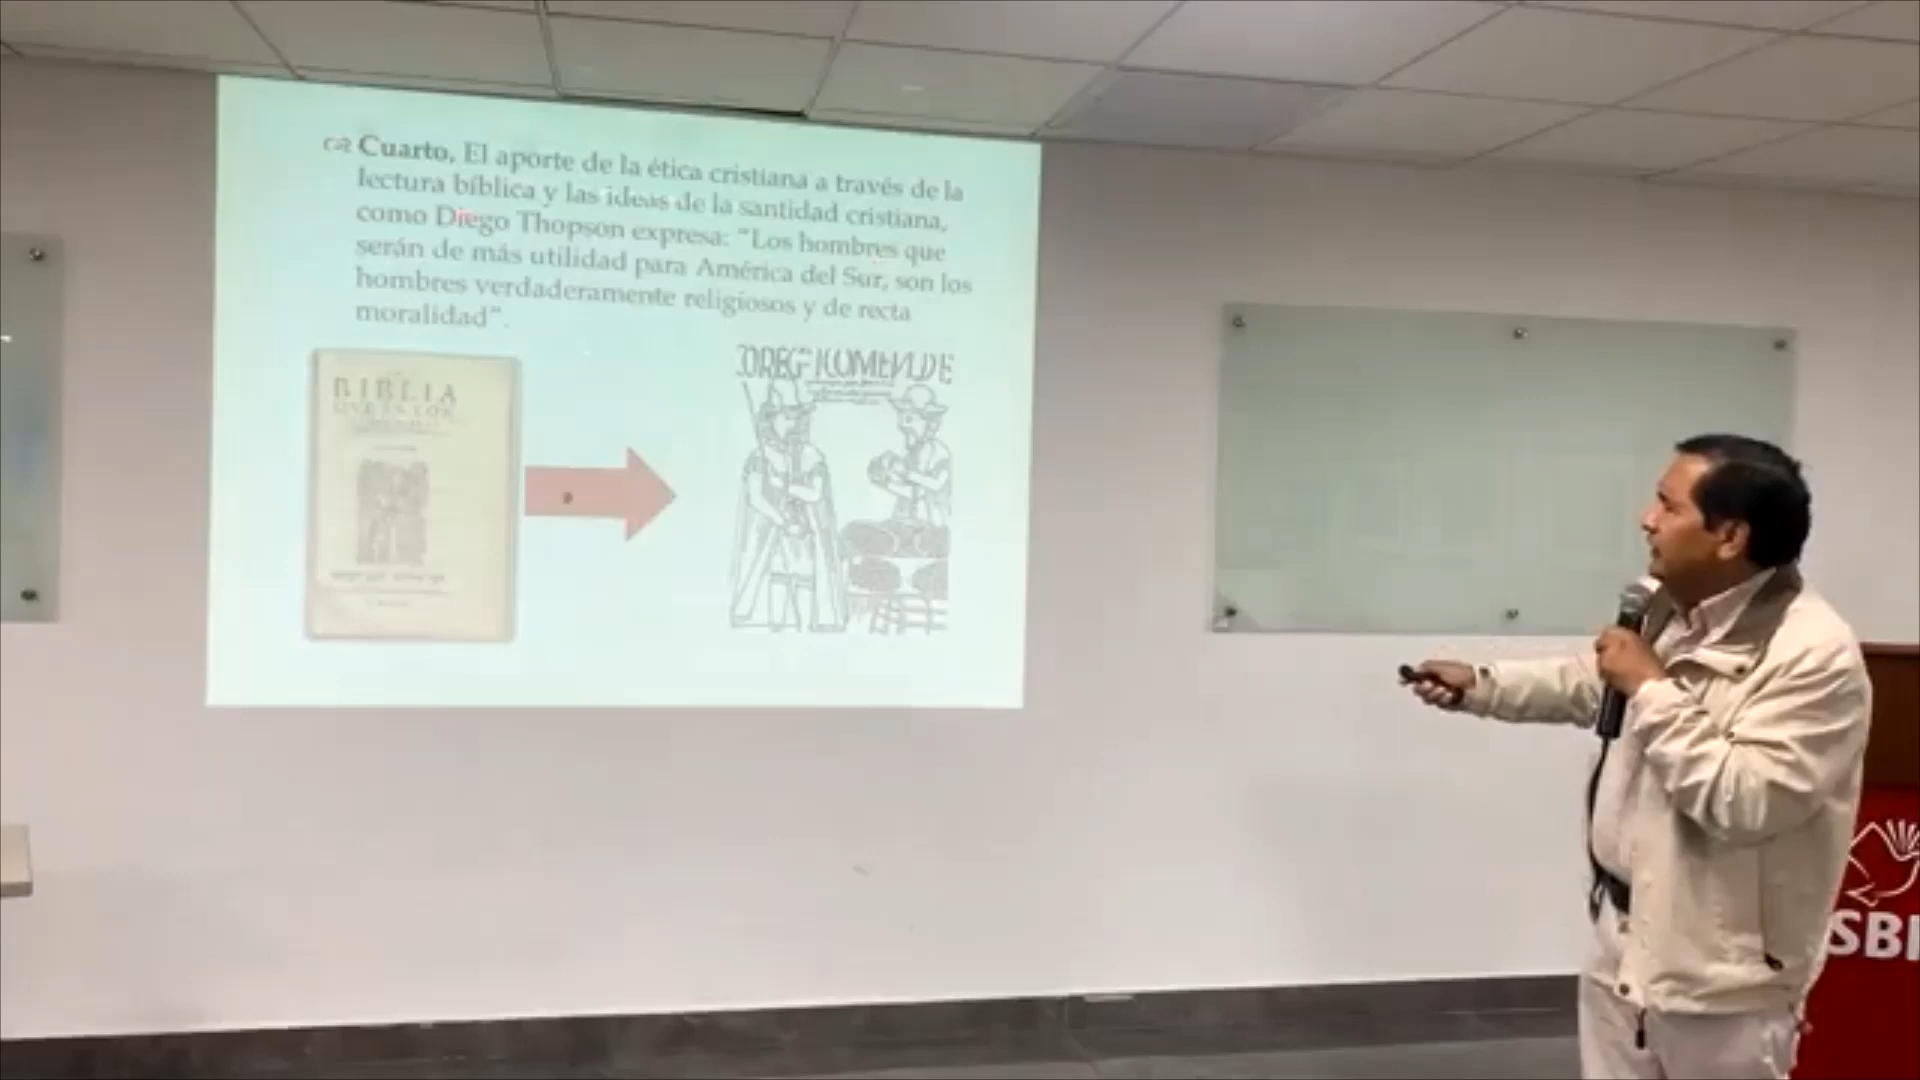 Cuarto, El aporte de la ética cristiana a través de la
lectura bíblica y las ideas de la santidad cristiana,
como Diego Thopson expresa: "Los hombres que
serán de más utilidad para América del Sur, son los
hombres verdaderamente religiosos y de recta
moralidad".
BIBLIA